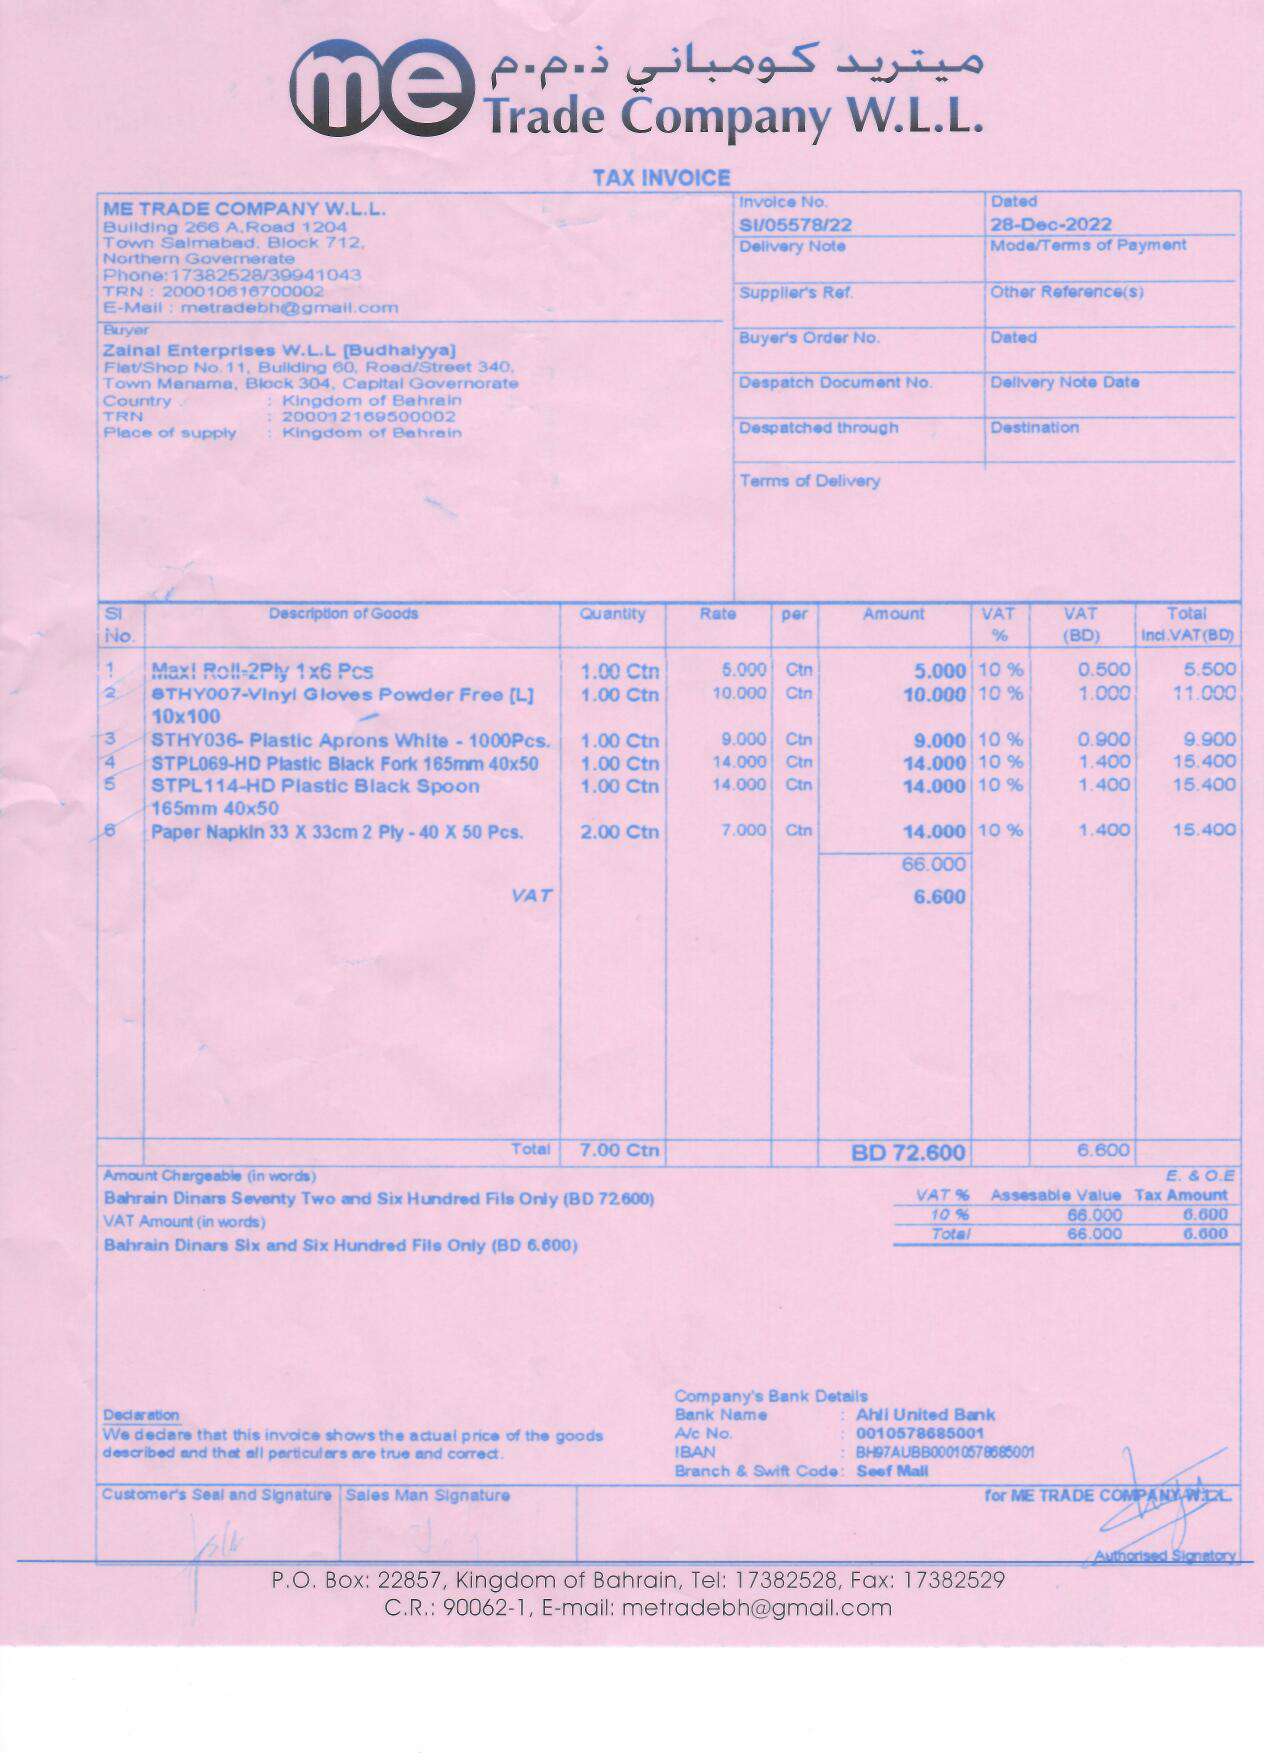 me ميتريد كومباني ذ.م.م
Trade Company W.L.L.
TAX INVOICE
ME TRADE COMPANY W.L.L.
Building 266 A,Road 1204
Town Salmabad, Block 712,
Northern Governerate
Phone:17382528/39941043
TRN : 200010616700002
E-Mail : metradebh@gmail.com
Invoice No. Dated
SI/05578/22 28-Dec-2022
Delivery Note Mode/Terms of Payment
Supplier's Ref. Other Reference(s)
Buyer's Order No. Dated
Despatch Document No. Delivery Note Date
Despatched through Destination
Terms of Delivery
Buyer
Zainal Enterprises W.L.L [Budhaiyya]
Flat/Shop No.11, Building 60, Road/Street 340,
Town Manama, Block 304, Capital Governorate
Country : Kingdom of Bahrain
TRN : 200012169500002
Place of supply : Kingdom of Bahrain
Sl No. Description of Goods Quantity Rate per Amount VAT % VAT (BD) Total Incl.VAT(BD)
1 Maxi Roll-2Ply 1x6 Pcs 1.00 Ctn 5.000 Ctn 5.000 10 % 0.500 5.500
2 STHY007-Vinyl Gloves Powder Free [L] 1.00 Ctn 10.000 Ctn 10.000 10 % 1.000 11.000
10x100
3 STHY036- Plastic Aprons White - 1000Pcs. 1.00 Ctn 9.000 Ctn 9.000 10 % 0.900 9.900
4 STPL069-HD Plastic Black Fork 165mm 40x50 1.00 Ctn 14.000 Ctn 14.000 10 % 1.400 15.400
5 STPL114-HD Plastic Black Spoon 1.00 Ctn 14.000 Ctn 14.000 10 % 1.400 15.400
165mm 40x50
6 Paper Napkin 33 X 33cm 2 Ply - 40 X 50 Pcs. 2.00 Ctn 7.000 Ctn 14.000 10 % 1.400 15.400
66.000
VAT 6.600
Total 7.00 Ctn BD 72.600 6.600
Amount Chargeable (in words) E. & O.E
Bahrain Dinars Seventy Two and Six Hundred Fils Only (BD 72.600)
VAT Amount (in words)
Bahrain Dinars Six and Six Hundred Fils Only (BD 6.600)
VAT % Assesable Value Tax Amount
10 % 66.000 6.600
Total 66.000 6.600
Company's Bank Details
Bank Name : Ahli United Bank
A/c No. : 0010578685001
IBAN : BH97AUBB00010578685001
Branch & Swift Code : Seef Mall
Declaration
We declare that this invoice shows the actual price of the goods
described and that all particulars are true and correct.
Customer's Seal and Signature Sales Man Signature for ME TRADE COMPANY W.L.L.
Authorised Signatory
P.O. Box: 22857, Kingdom of Bahrain, Tel: 17382528, Fax: 17382529
C.R.: 90062-1, E-mail: metradebh@gmail.com